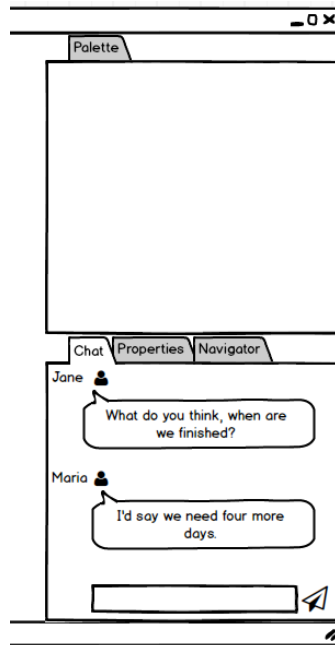 Palette
Chat Properties Navigator
Jane
What do you think, when are
we finished?
Maria
I'd say we need four more
days.